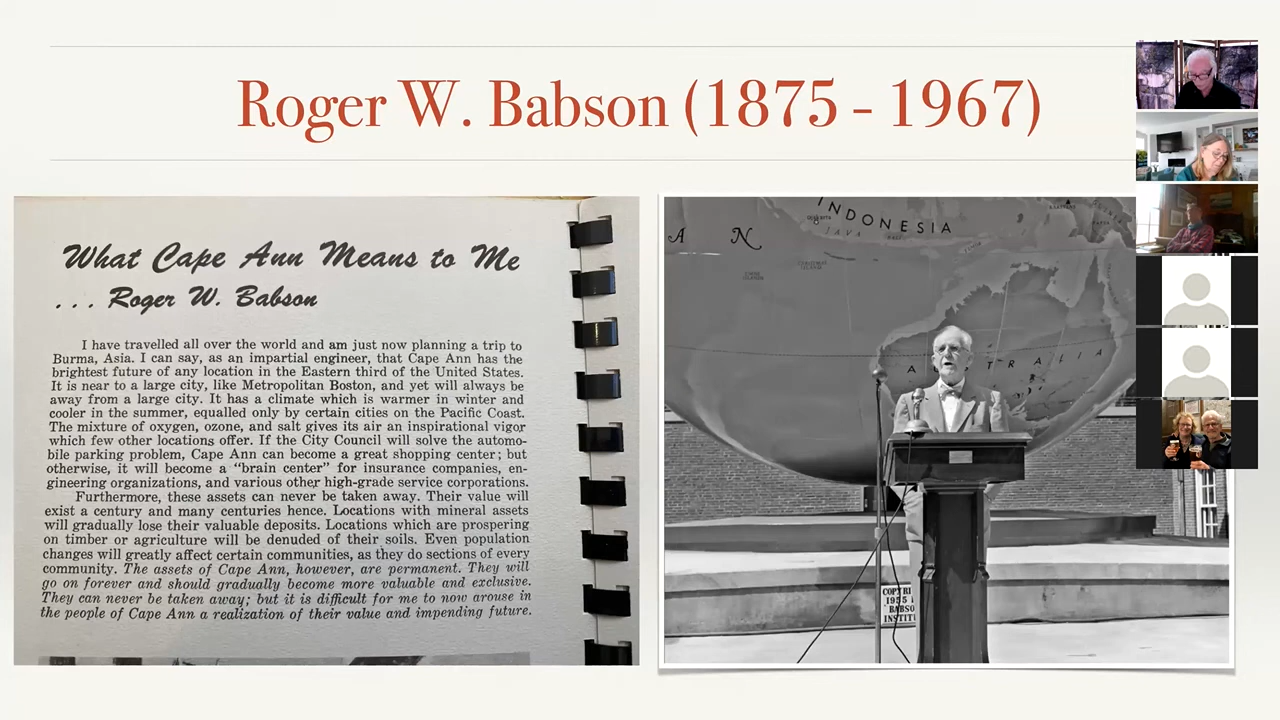 Roger W. Babson (1875 - 1967)
What Cape Ann Means to Me
. . . Roger W. Babson
I have travelled all over the world and am just now planning a trip to
Burma, Asia. I can say, as an impartial engineer, that Cape Ann has the
brightest future of any location in the Eastern third of the United States.
It is near to a large city, like Metropolitan Boston, and yet will always be
away from a large city. It has a climate which is warmer in winter and
cooler in the summer, equalled only by certain cities on the Pacific Coast.
The mixture of oxygen, ozone, and salt gives its air an inspirational vigor
which few other locations offer. If the City Council will solve the automo-
bile parking problem, Cape Ann can become a great shopping center; but
otherwise, it will become a "brain center" for insurance companies, en-
gineering organizations, and various other high-grade service corporations.
Furthermore, these assets can never be taken away. Their value will
exist a century and many centuries hence. Locations with mineral assets
will gradually lose their valuable deposits. Locations which are prospering
on timber or agriculture will be denuded of their soils. Even population
changes will greatly affect certain communities, as they do sections of every
community. The assets of Cape Ann, however, are permanent. They will
go on forever and should gradually become more valuable and exclusive.
They can never be taken away; but it is difficult for me to now arouse in
the people of Cape Ann a realization of their value and impending future.
INDONESIA
JAVA
A N
AUSTRALIA
COPYRI
1955
BABSO
INSTIT